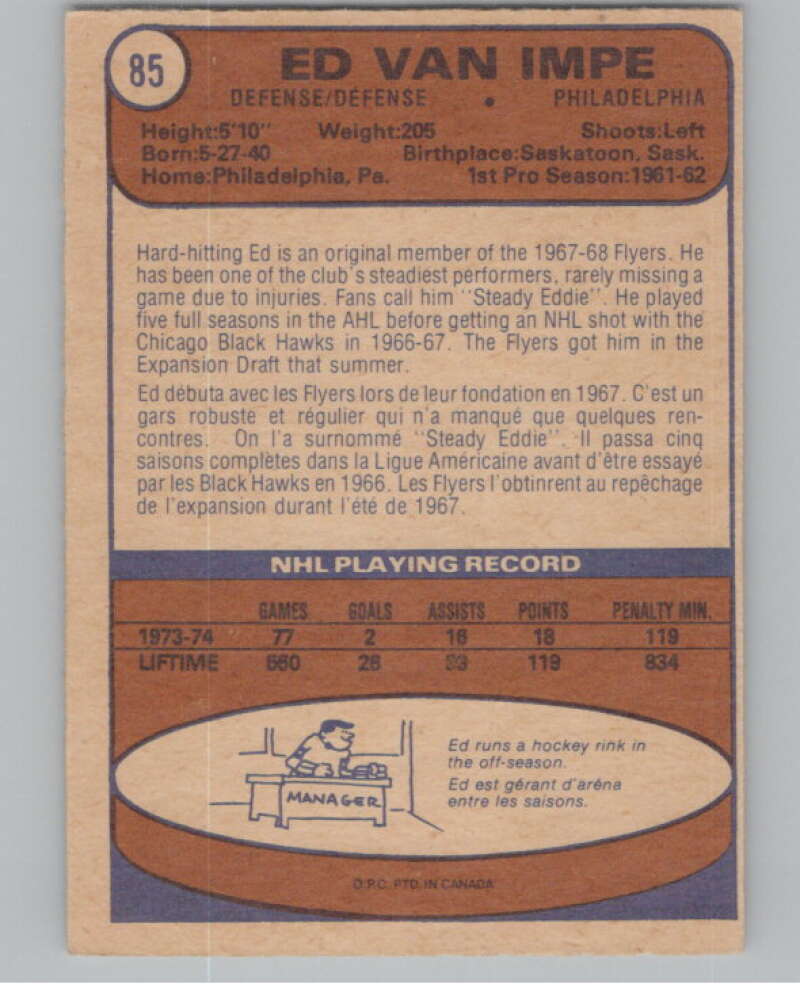 85
ED VAN IMPE
DEFENSE/DÉFENSE • PHILADELPHIA
Height:5'10" Weight:205 Shoots:Left
Born:5-27-40 Birthplace:Saskatoon, Sask.
Home:Philadelphia, Pa. 1st Pro Season:1961-62
Hard-hitting Ed is an original member of the 1967-68 Flyers. He
has been one of the club's steadiest performers, rarely missing a
game due to injuries. Fans call him "Steady Eddie". He played
five full seasons in the AHL before getting an NHL shot with the
Chicago Black Hawks in 1966-67. The Flyers got him in the
Expansion Draft that summer.
Ed débuta avec les Flyers lors de leur fondation en 1967. C'est un
gars robuste et régulier qui n'a manqué que quelques ren-
contres. On l'a surnommé "Steady Eddie". Il passa cinq
saisons complètes dans la Ligue Américaine avant d'être essayé
par les Black Hawks en 1966. Les Flyers l'obtinrent au repêchage
de l'expansion durant l'été de 1967.
NHL PLAYING RECORD
GAMES GOALS ASSISTS POINTS PENALTY MIN.
1973-74 77 2 16 18 119
LIFTIME 560 26 93 119 834
MANAGER
Ed runs a hockey rink in
the off-season.
Ed est gérant d'aréna
entre les saisons.
O.P.C. PTD. IN CANADA